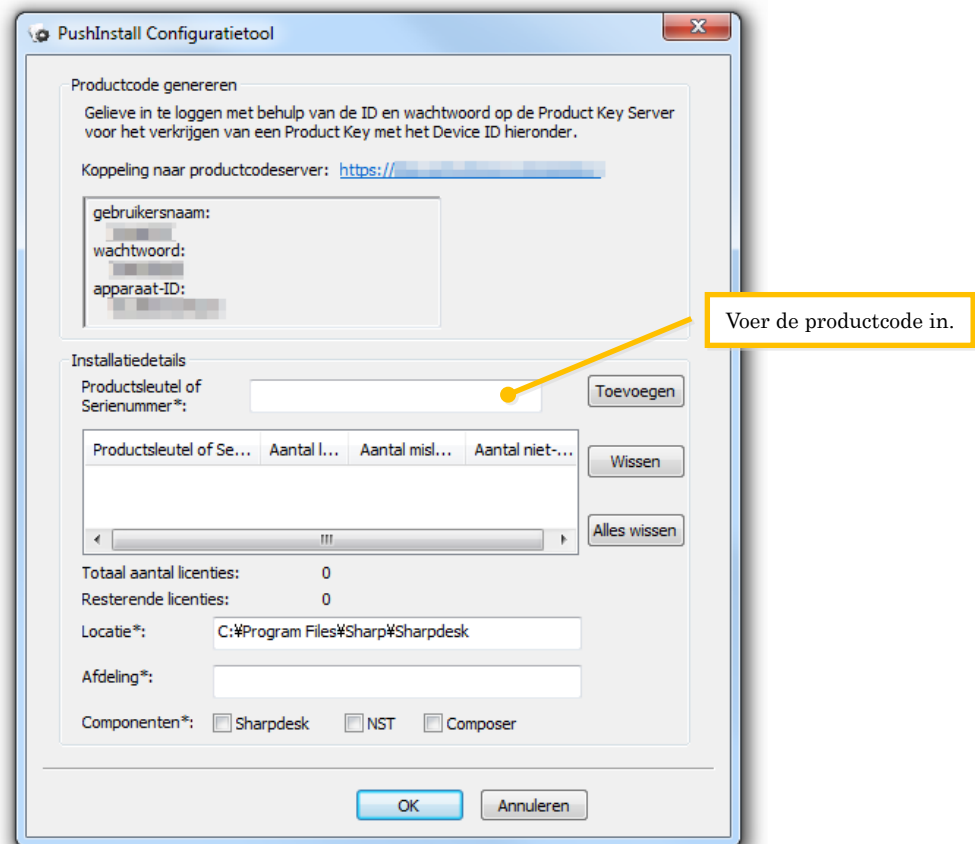 PushInstall Configuratietool
Productcode genereren
Gelieve in te loggen met behulp van de ID en wachtwoord op de Product Key Server
voor het verkrijgen van een Product Key met het Device ID hieronder.
Koppeling naar productcodeserver: https://
gebruikersnaam:
wachtwoord:
apparaat-ID:
Voer de productcode in.
Installatiedetails
Productsleutel of
Serienummer*:
Toevoegen
Productsleutel of Se... Aantal l... Aantal misl... Aantal niet-...
Wissen
Alles wissen
Totaal aantal licenties: 0
Resterende licenties: 0
Locatie*: C:¥Program Files¥Sharp¥Sharpdesk
Afdeling*:
Componenten*: Sharpdesk NST Composer
OK Annuleren